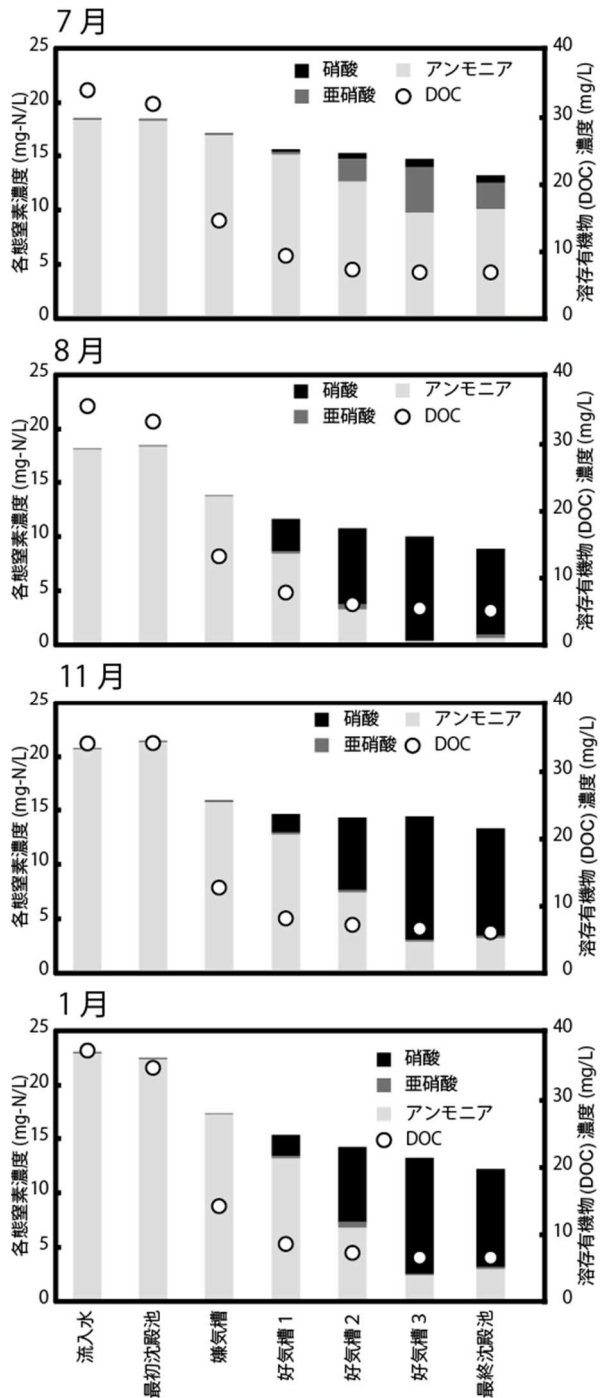 7月
各態窒素濃度 (mg-N/L)
25
20
15
10
5
0
硝酸
アンモニア
亜硝酸
DOC
40
30
20
10
0
溶存有機物 (DOC) 濃度 (mg/L)
8月
各態窒素濃度 (mg-N/L)
25
20
15
10
5
0
硝酸
アンモニア
亜硝酸
DOC
40
30
20
10
0
溶存有機物 (DOC) 濃度 (mg/L)
11月
各態窒素濃度 (mg-N/L)
25
20
15
10
5
0
硝酸
アンモニア
亜硝酸
DOC
40
30
20
10
0
溶存有機物 (DOC) 濃度 (mg/L)
1月
各態窒素濃度 (mg-N/L)
25
20
15
10
5
0
硝酸
亜硝酸
アンモニア
DOC
40
30
20
10
0
溶存有機物 (DOC) 濃度 (mg/L)
流入水
最初沈殿池
嫌気槽
好気槽1
好気槽2
好気槽3
最終沈殿池